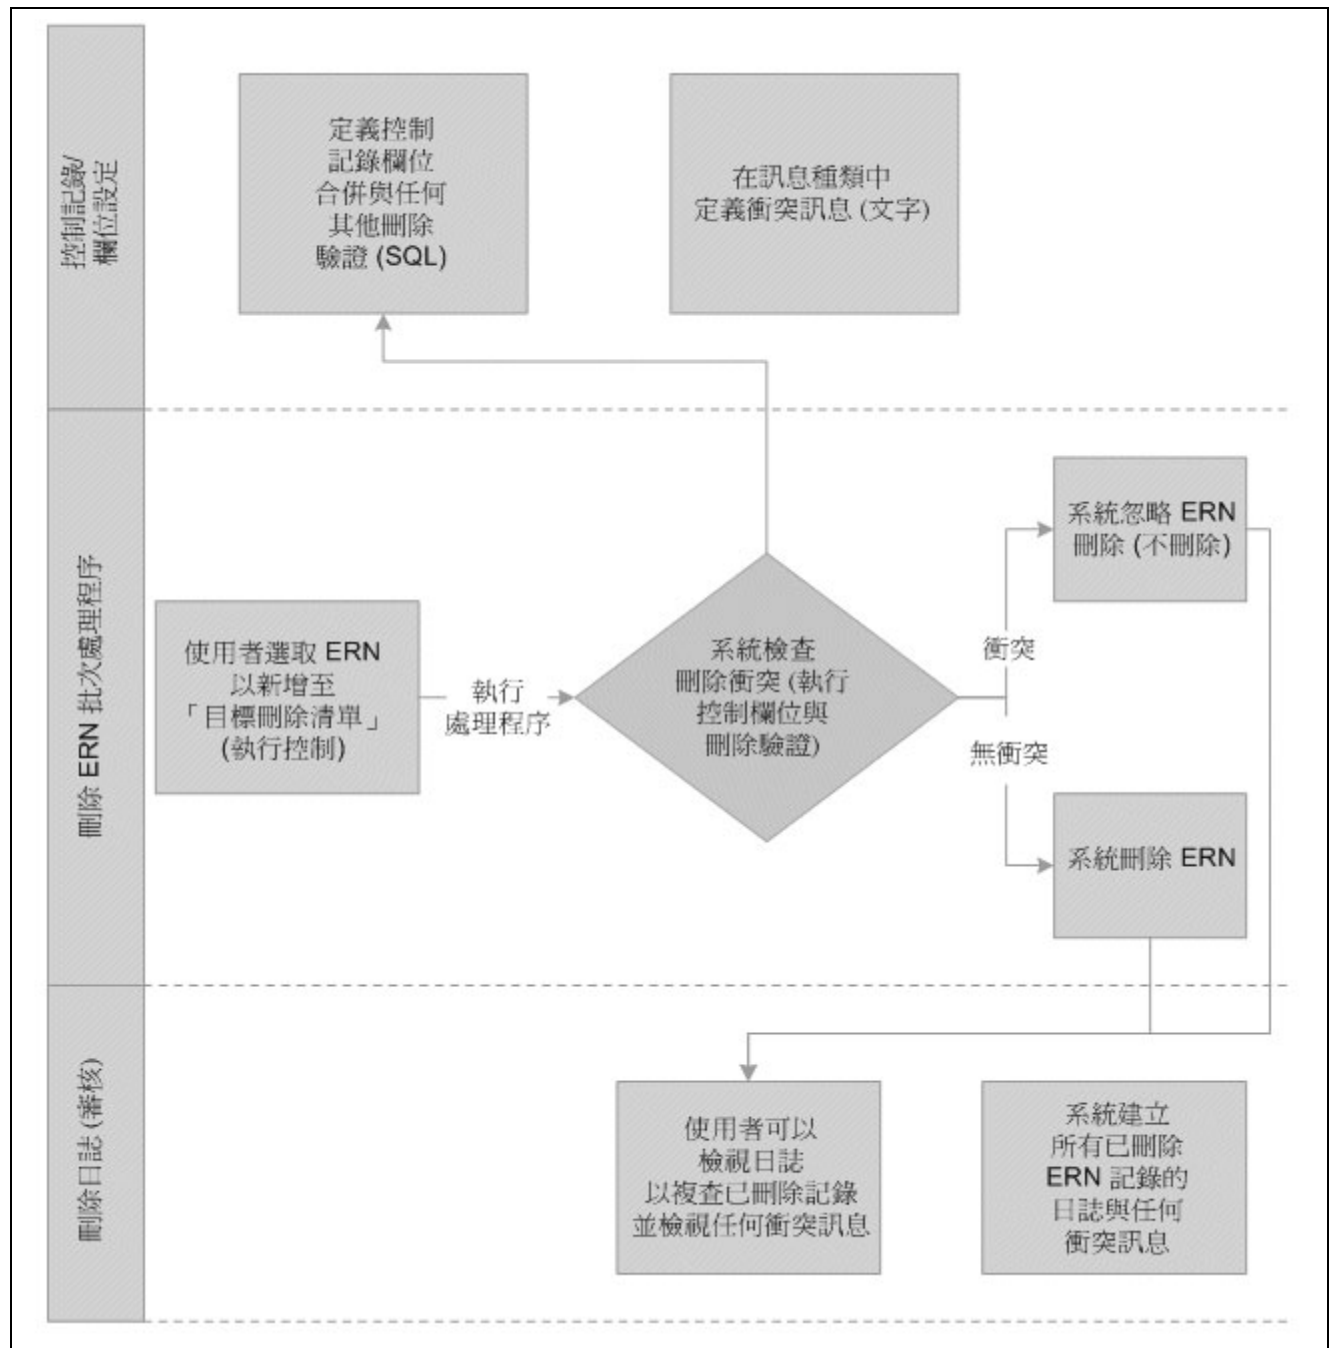 控制記錄/
欄位設定
定義控制
記錄欄位
合併與任何
其他刪除
驗證 (SQL)
在訊息種類中
定義衝突訊息 (文字)
刪除 ERN 批次處理程序
使用者選取 ERN
以新增至
「目標刪除清單」
(執行控制)
執行
處理程序
系統檢查
刪除衝突 (執行
控制欄位與
刪除驗證)
衝突
無衝突
系統忽略 ERN
刪除 (不刪除)
系統刪除 ERN
刪除日誌 (審核)
使用者可以
檢視日誌
以複查已刪除記錄
並檢視任何衝突訊息
系統建立
所有已刪除
ERN 記錄的
日誌與任何
衝突訊息